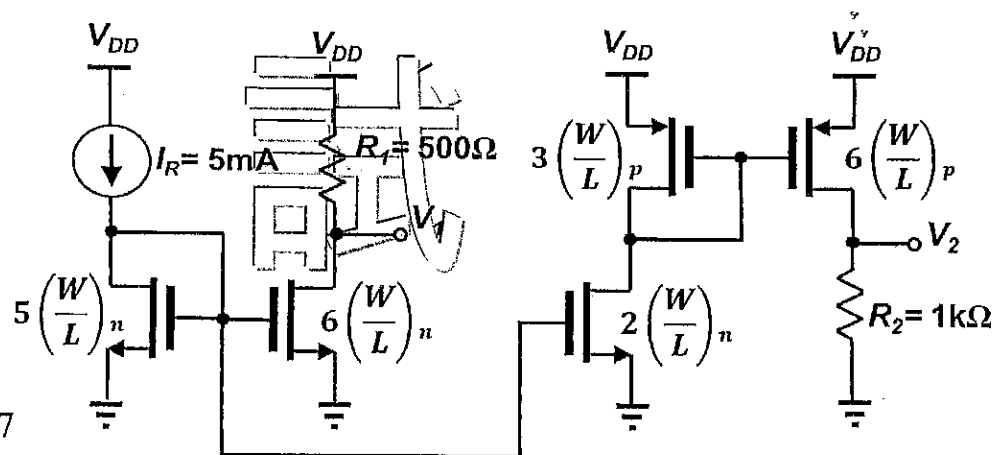 V_DD
V_DD
V_DD
V_DD
I_R= 5mA
R_1= 500Ω
3(W/L)_p
6(W/L)_p
V_2
5(W/L)_n
6(W/L)_n
2(W/L)_n
R_2= 1kΩ
7